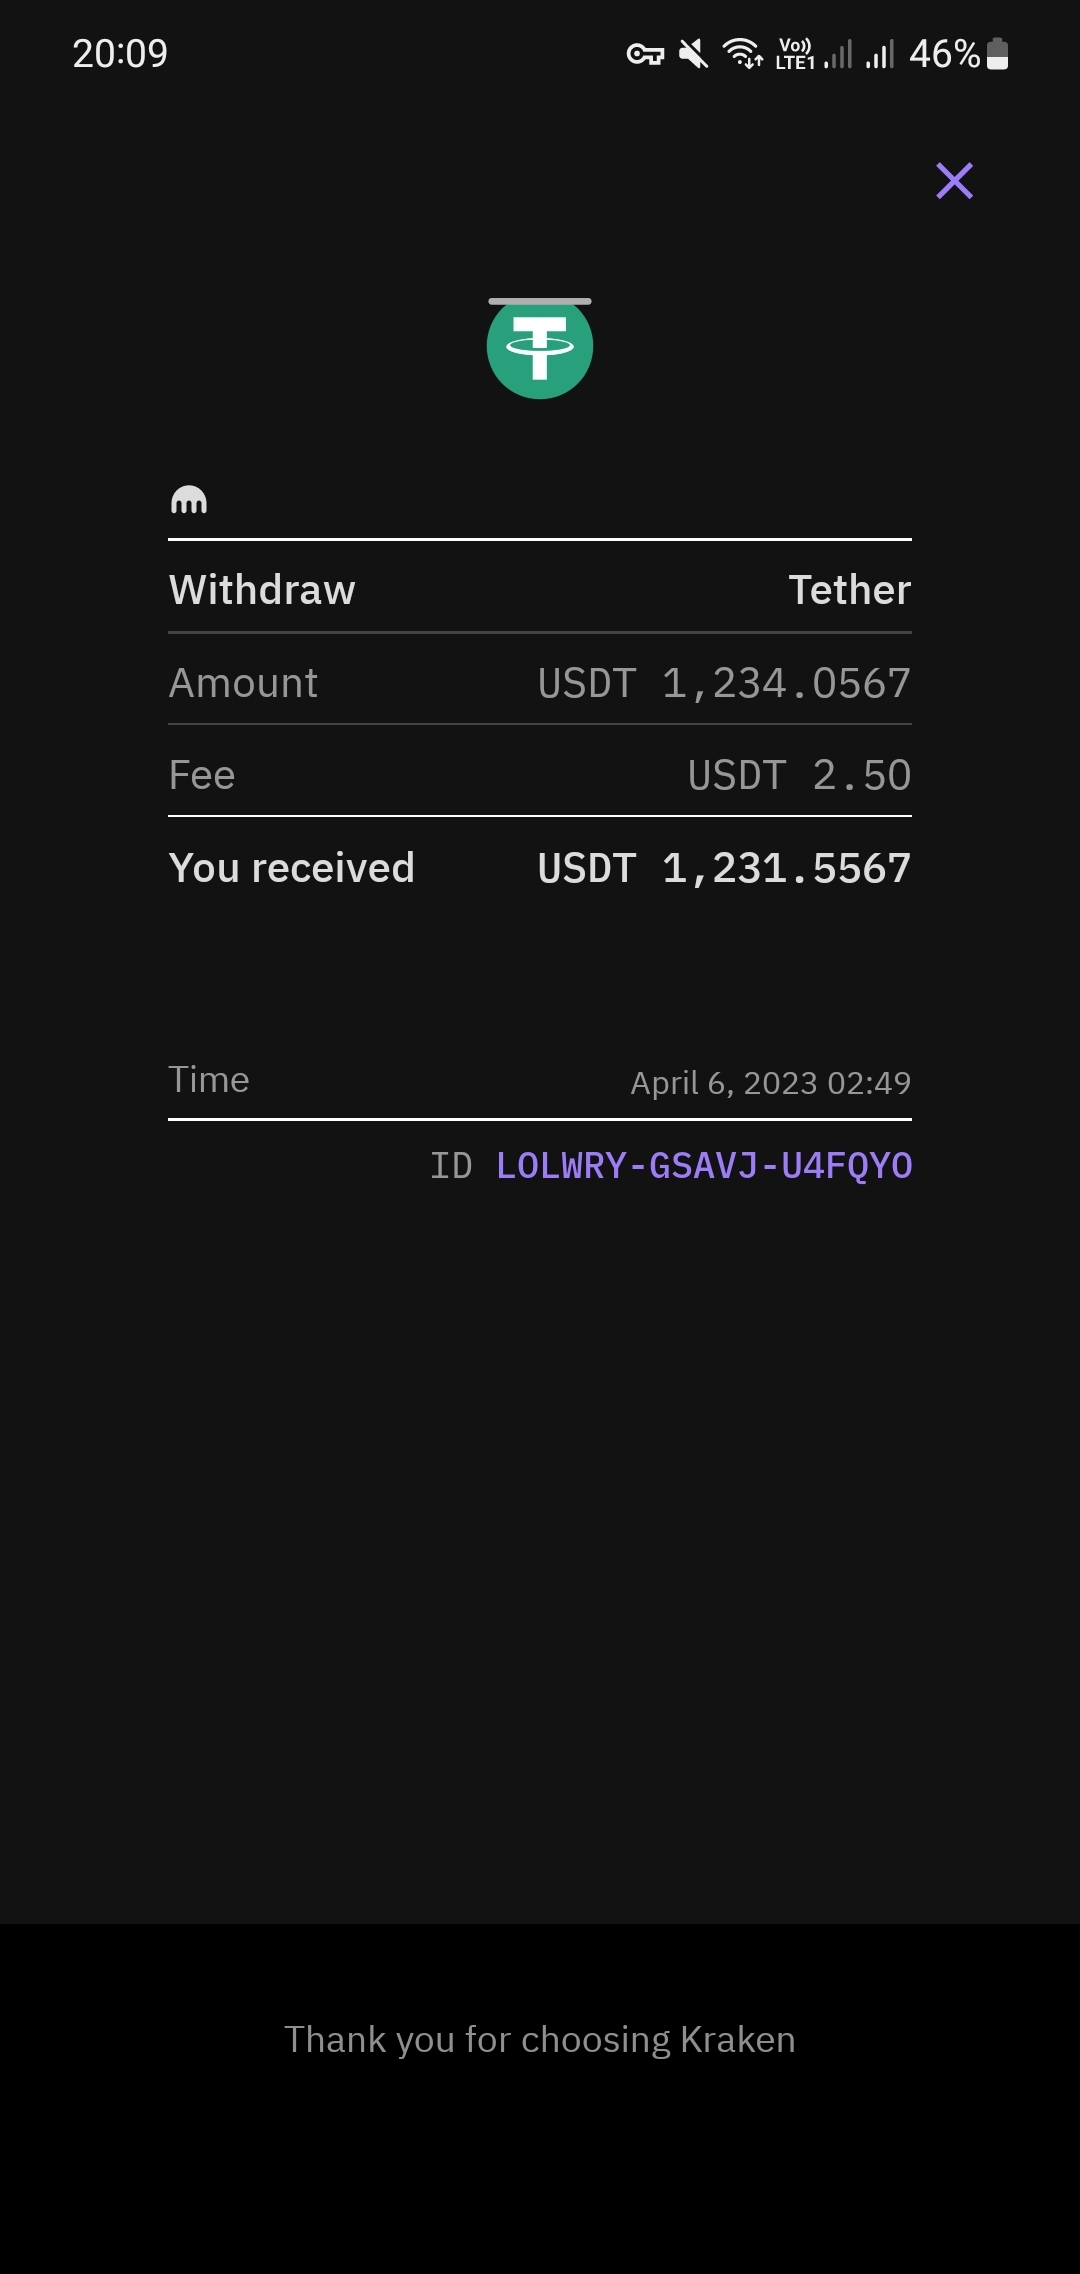 20:09
Vo)) LTE1 46%
Withdraw Tether
Amount USDT 1,234.0567
Fee USDT 2.50
You received USDT 1,231.5567
Time April 6, 2023 02:49
ID LOLWRY-GSAVJ-U4FQYO
Thank you for choosing Kraken